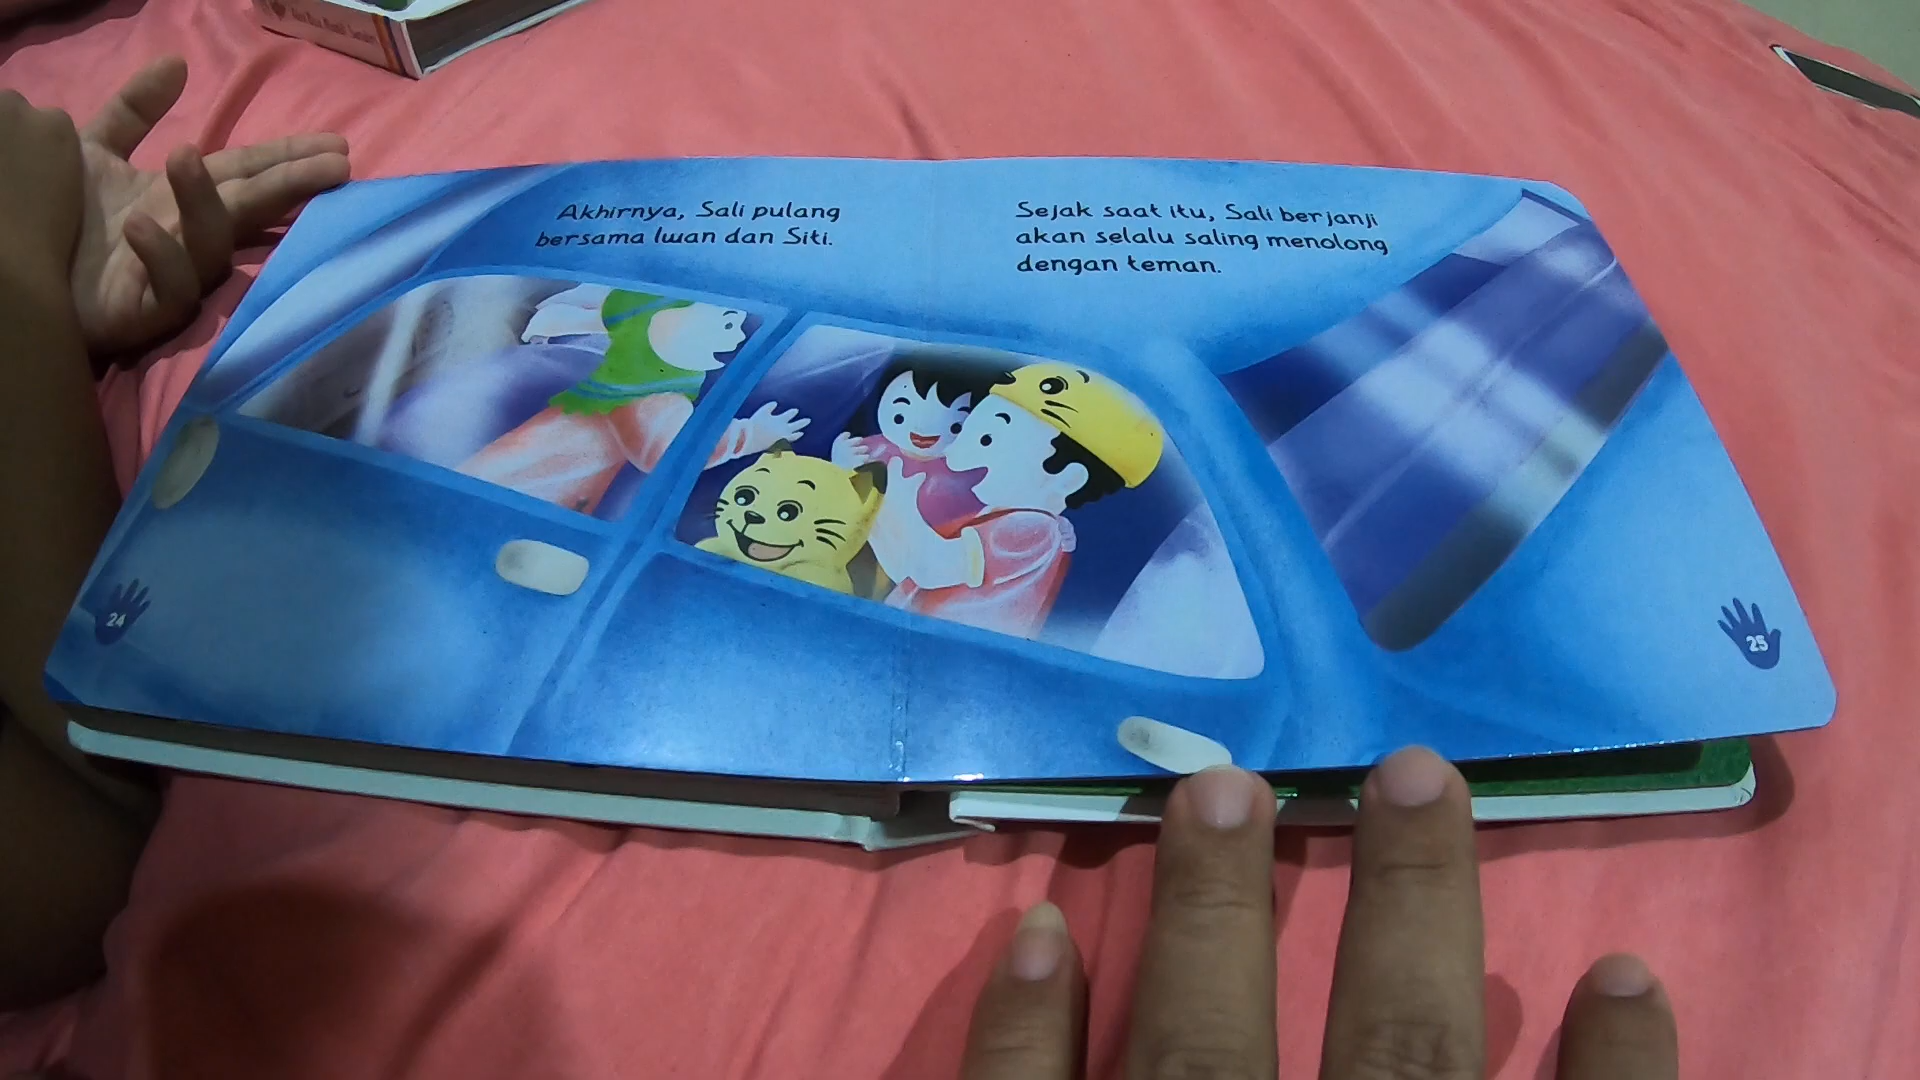 Akhirnya, Sali pulang
bersama Iwan dan Siti.
Sejak saat itu, Sali berjanji
akan selalu saling menolong
dengan teman.
24
25